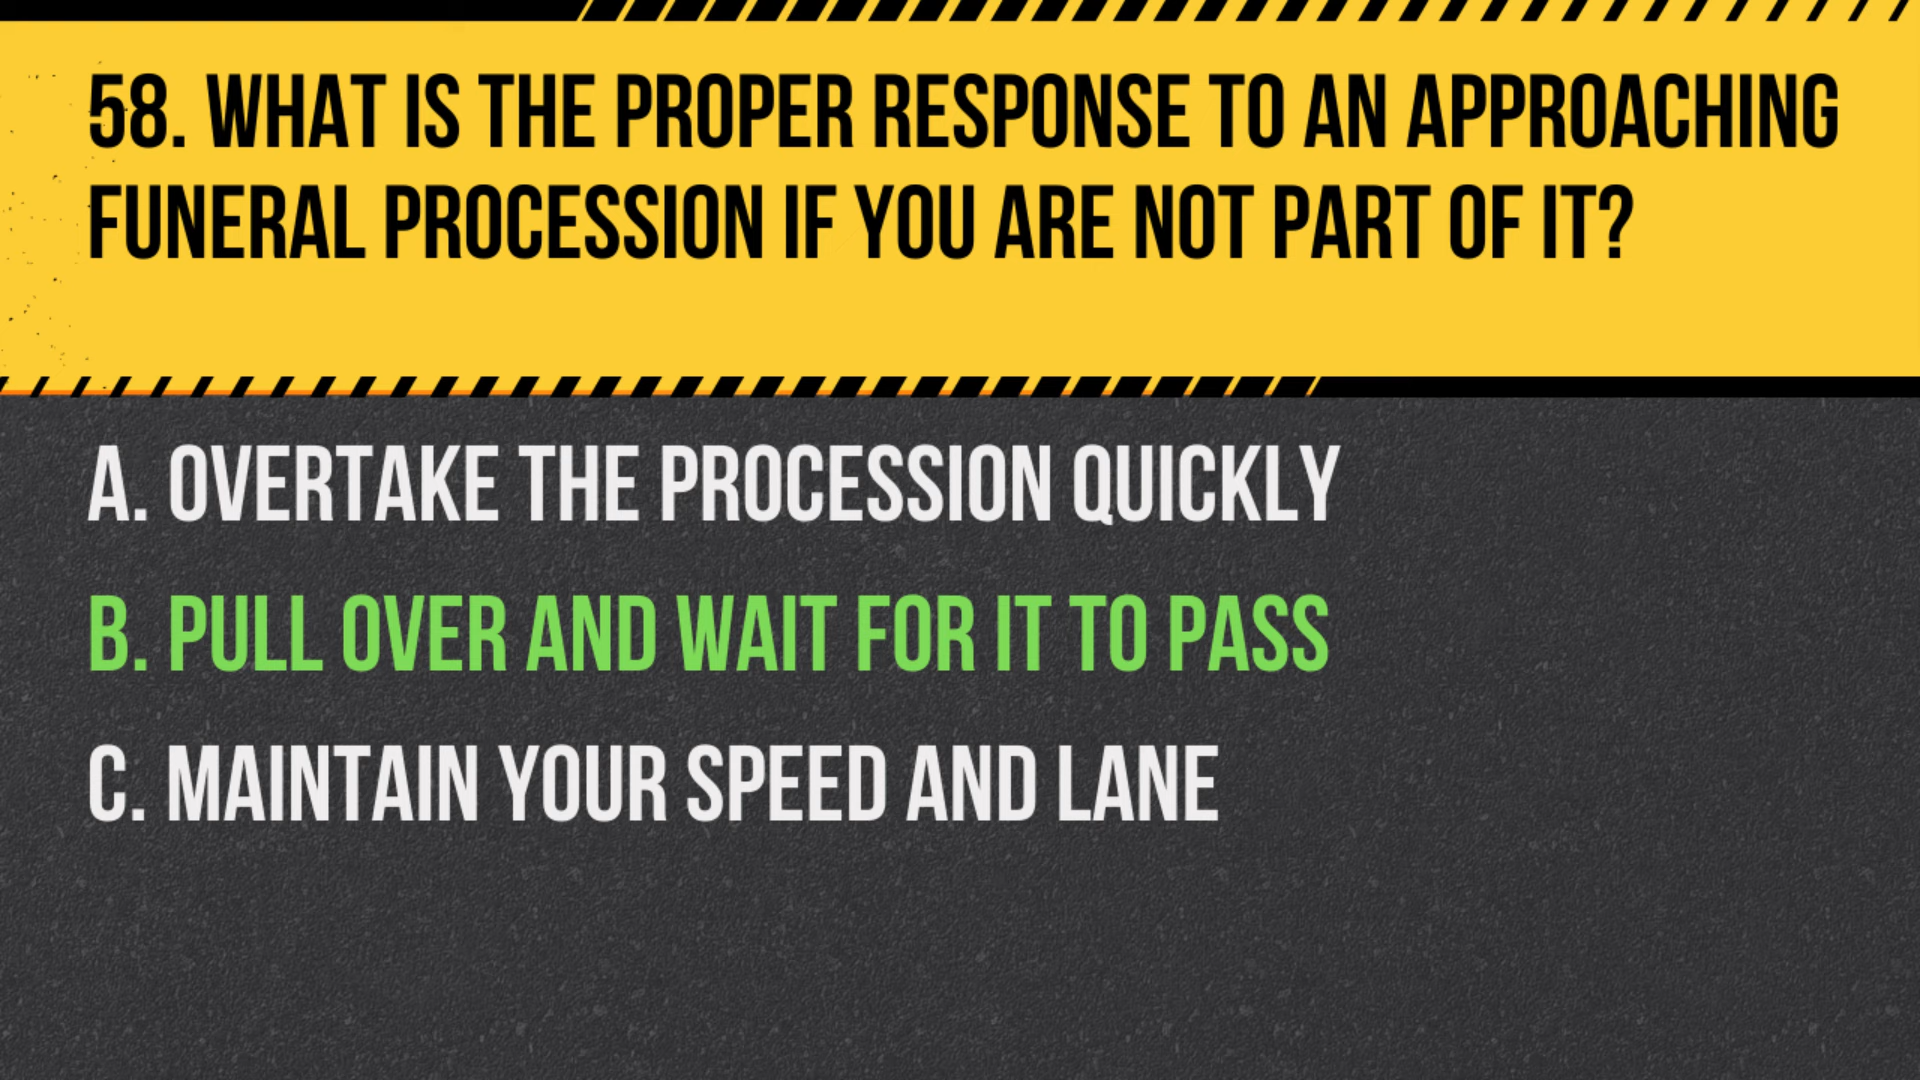 58. WHAT IS THE PROPER RESPONSE TO AN APPROACHING
FUNERAL PROCESSION IF YOU ARE NOT PART OF IT?
A. OVERTAKE THE PROCESSION QUICKLY
B. PULL OVER AND WAIT FOR IT TO PASS
C. MAINTAIN YOUR SPEED AND LANE